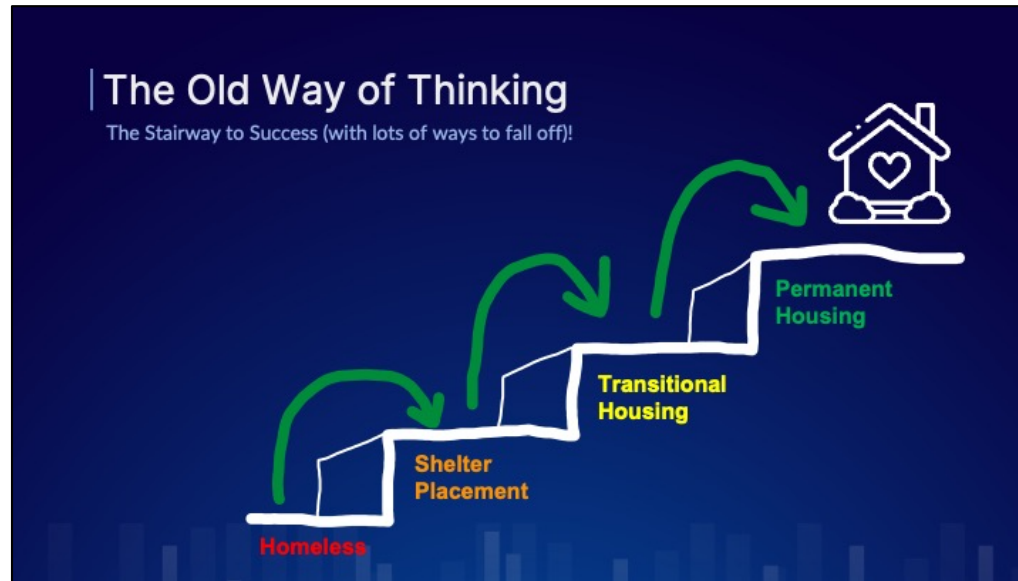 The Old Way of Thinking
The Stairway to Success (with lots of ways to fall off)!
Permanent
Housing
Transitional
Housing
Shelter
Placement
Homeless